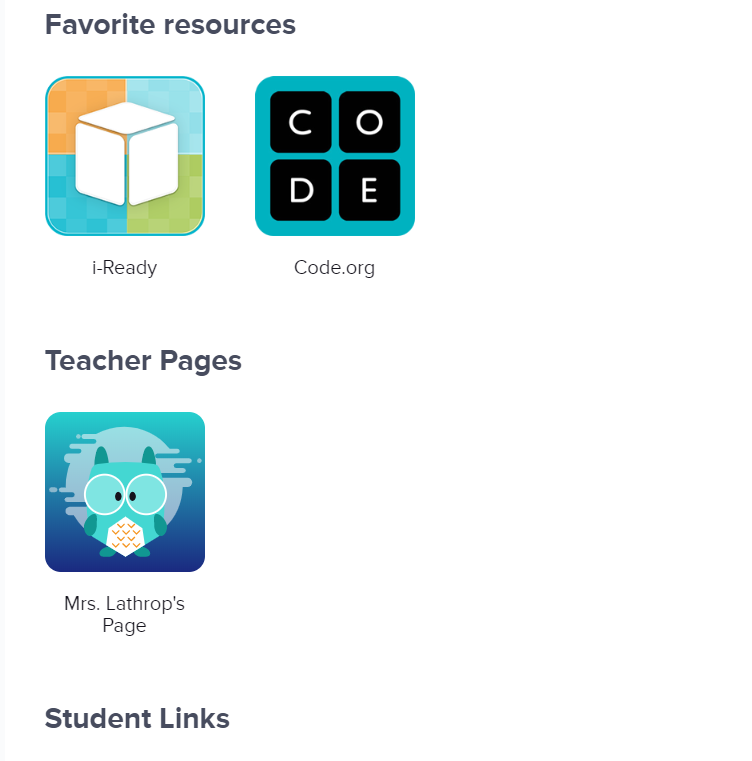 Favorite resources
C O
D E
i-Ready
Code.org
Teacher Pages
Mrs. Lathrop's
Page
Student Links